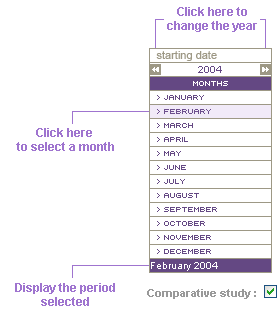 Click here to
change the year
starting date
2004
MONTHS
> JANUARY
> FEBRUARY
> MARCH
> APRIL
> MAY
> JUNE
> JULY
> AUGUST
> SEPTEMBER
> OCTOBER
> NOVEMBER
> DECEMBER
February 2004
Click here
to select a month
Display the period
selected
Comparative study :